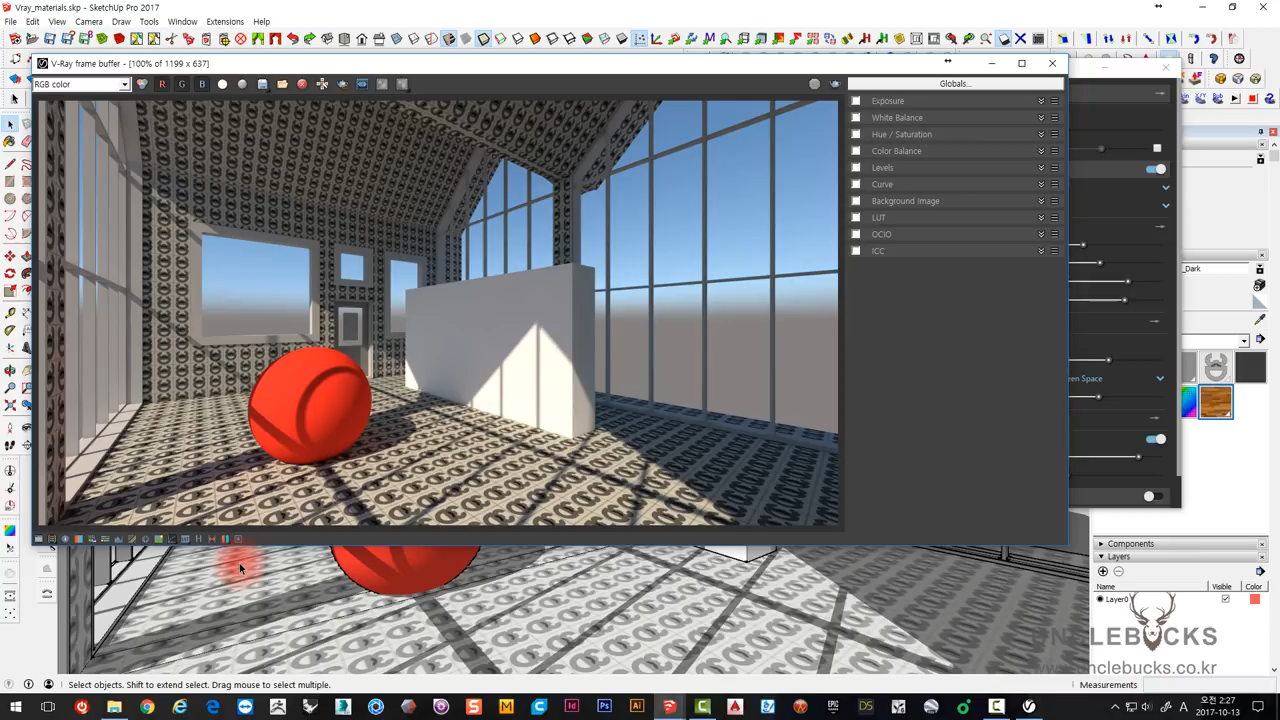 Vray_materials.skp - SketchUp Pro 2017
File Edit View Camera Draw Tools Window Extensions Help
V-Ray frame buffer - [100% of 1199 x 637]
RGB color
R G B
Globals...
Exposure
White Balance
Hue / Saturation
Color Balance
Levels
Curve
Background Image
LUT
OCIO
ICC
_Dark
een Space
Components
Layers
Name Visible Color
Layer0
UNCLEBUCKS
www.unclebucks.co.kr
Select objects. Shift to extend select. Drag mouse to select multiple.
Measurements
오전 2:27
2017-10-13